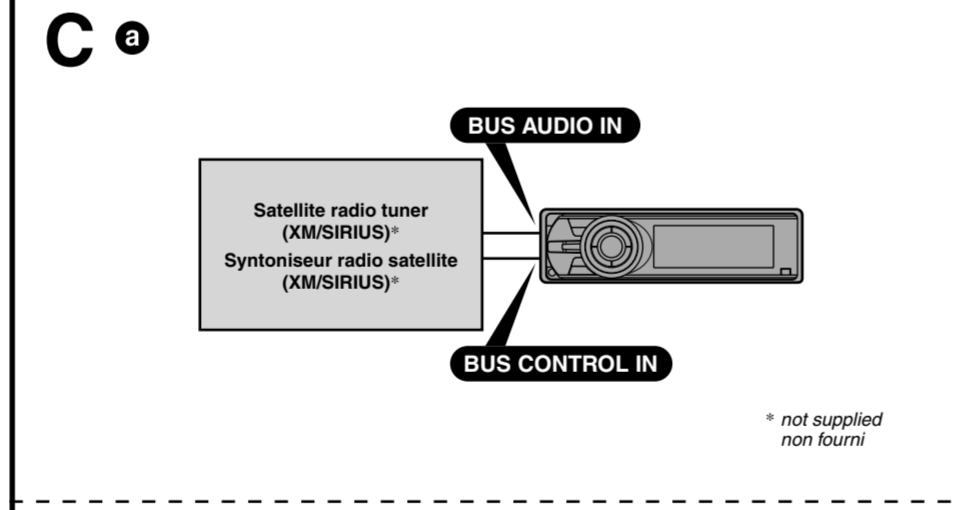 C a
BUS AUDIO IN
Satellite radio tuner
(XM/SIRIUS)*
Syntoniseur radio satellite
(XM/SIRIUS)*
BUS CONTROL IN
* not supplied
non fourni